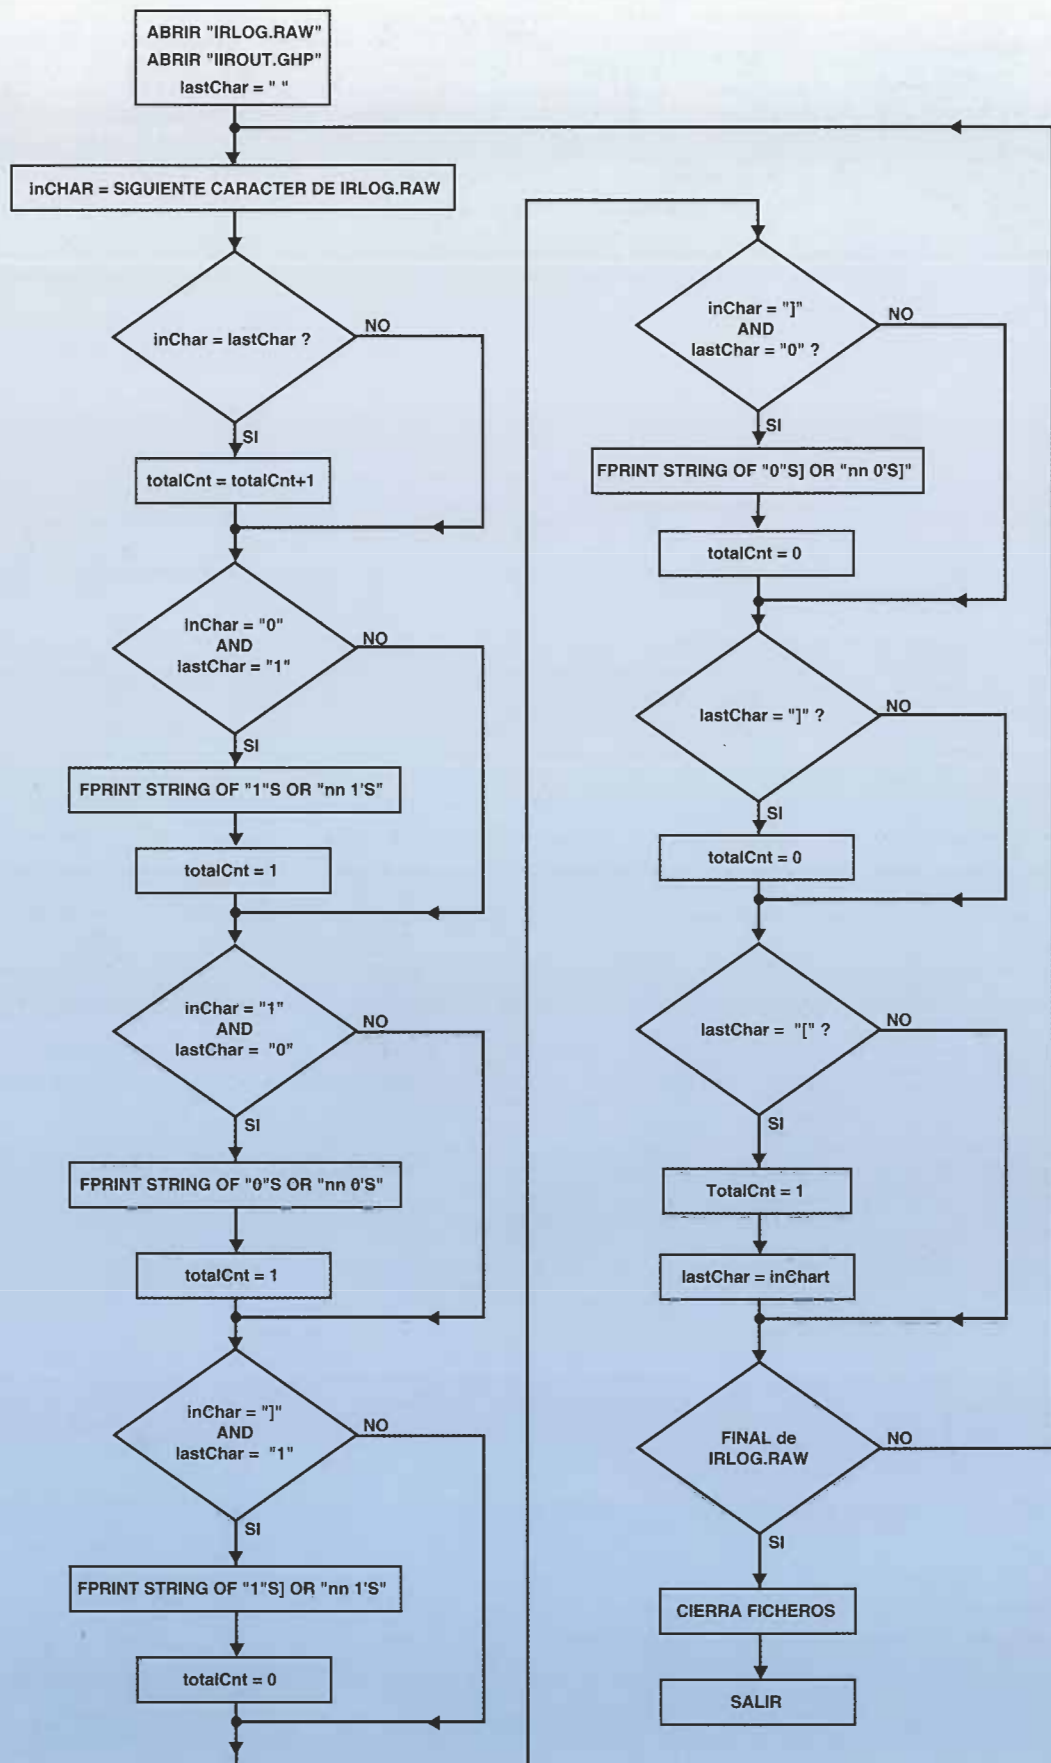 ABRIR "IRLOG.RAW"
ABRIR "IIROUT.GHP"
lastChar = " "
inCHAR = SIGUIENTE CARACTER DE IRLOG.RAW
inChar = lastChar ?
NO
SI
totalCnt = totalCnt+1
inChar = "0"
AND
lastChar = "1"
NO
SI
FPRINT STRING OF "1"S OR "nn 1'S"
totalCnt = 1
inChar = "1"
AND
lastChar = "0"
NO
SI
FPRINT STRING OF "0"S OR "nn 0'S"
totalCnt = 1
inChar = "]"
AND
lastChar = "1"
NO
SI
FPRINT STRING OF "1"S] OR "nn 1'S"
totalCnt = 0
inChar = "]"
AND
lastChar = "0" ?
NO
SI
FPRINT STRING OF "0"S] OR "nn 0'S]"
totalCnt = 0
lastChar = "]" ?
NO
SI
totalCnt = 0
lastChar = "[" ?
NO
SI
TotalCnt = 1
lastChar = inChart
FINAL de
IRLOG.RAW
NO
SI
CIERRA FICHEROS
SALIR